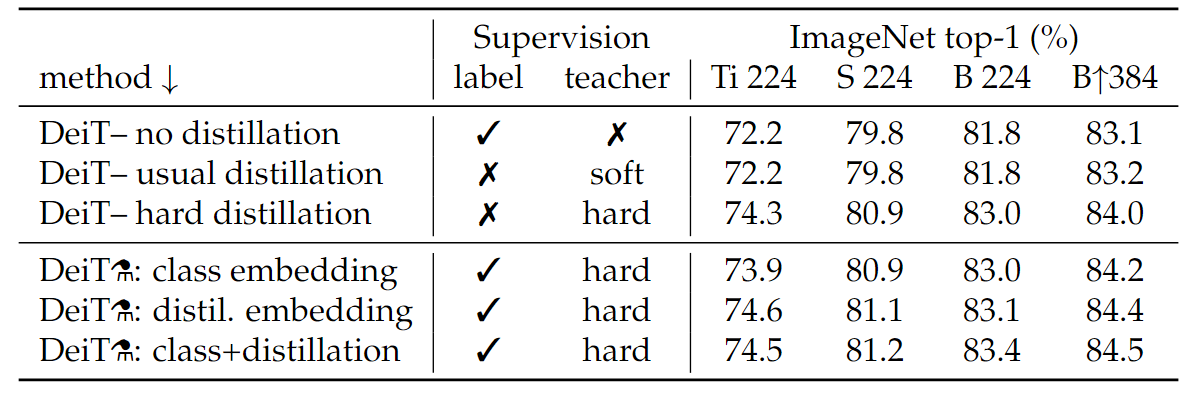 Supervision ImageNet top-1 (%)
method ↓ label teacher Ti 224 S 224 B 224 B↑384
DeiT– no distillation ✓ ✗ 72.2 79.8 81.8 83.1
DeiT– usual distillation ✗ soft 72.2 79.8 81.8 83.2
DeiT– hard distillation ✗ hard 74.3 80.9 83.0 84.0
DeiT⚗: class embedding ✓ hard 73.9 80.9 83.0 84.2
DeiT⚗: distil. embedding ✓ hard 74.6 81.1 83.1 84.4
DeiT⚗: class+distillation ✓ hard 74.5 81.2 83.4 84.5